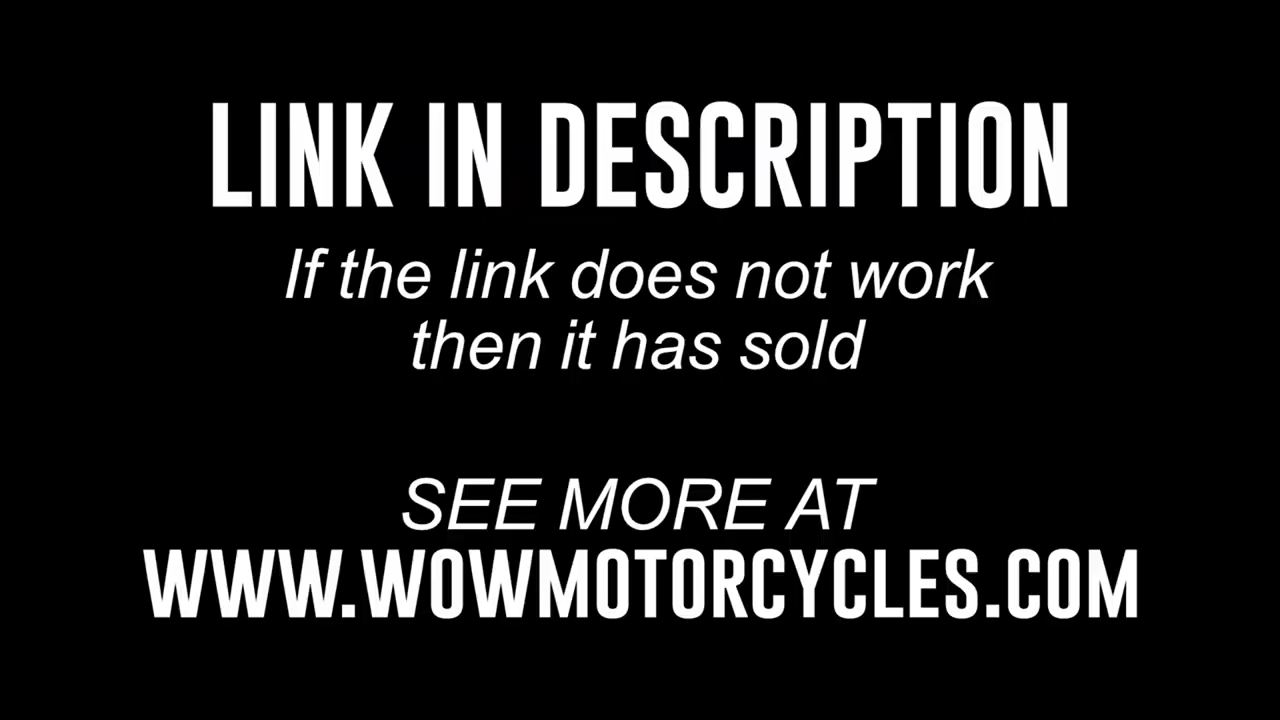 LINK IN DESCRIPTION
If the link does not work
then it has sold
SEE MORE AT
WWW.WOWMOTORCYCLES.COM